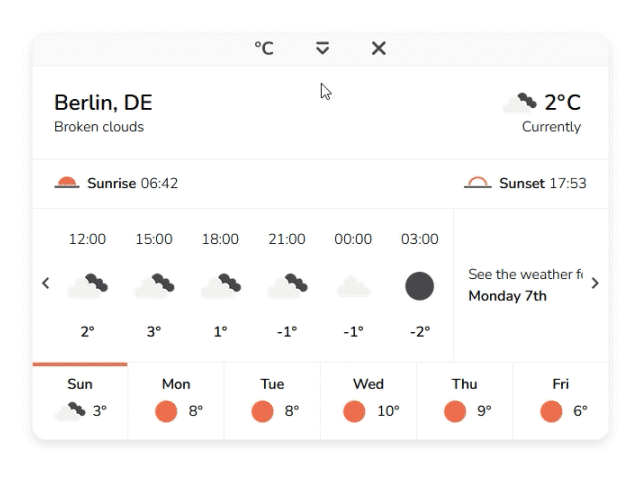 °C
Berlin, DE
2°C
Broken clouds
Currently
Sunrise 06:42
Sunset 17:53
12:00 15:00 18:00 21:00 00:00 03:00
See the weather fo
Monday 7th
2° 3° 1° -1° -1° -2°
Sun Mon Tue Wed Thu Fri
3° 8° 8° 10° 9° 6°